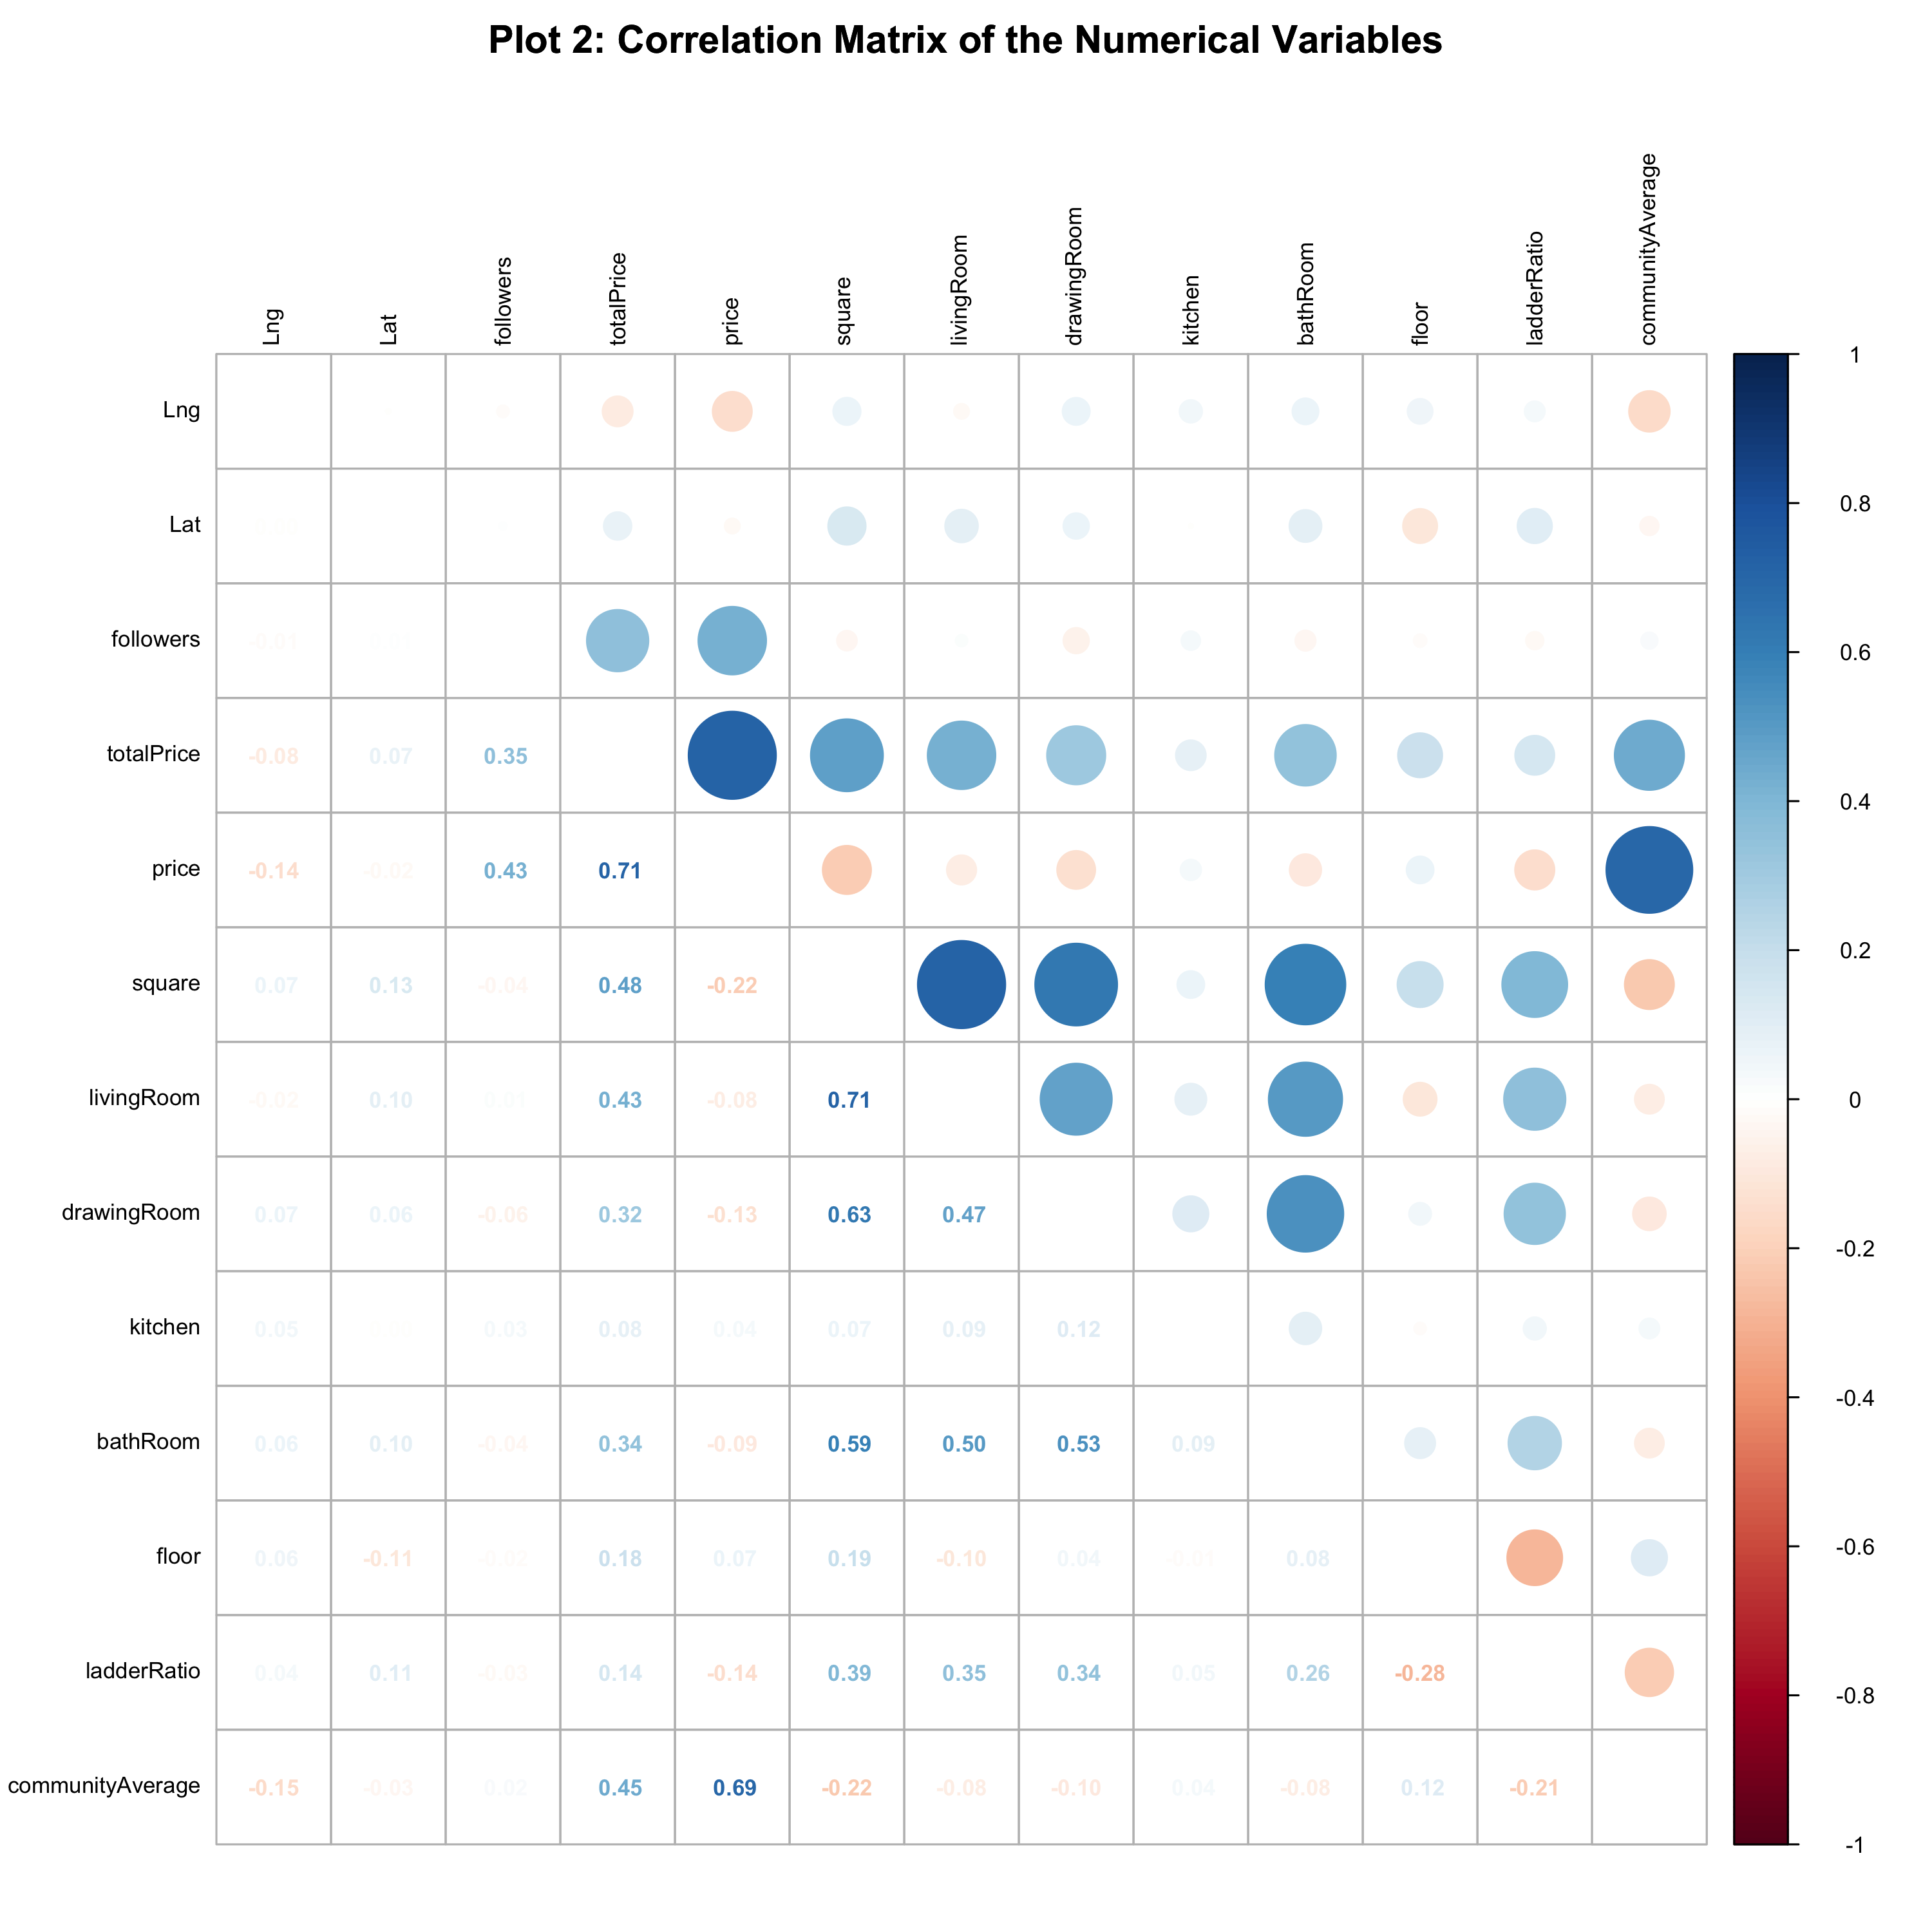 Plot 2: Correlation Matrix of the Numerical Variables
Lng Lat followers totalPrice price square livingRoom drawingRoom kitchen bathRoom floor ladderRatio communityAverage
Lng
Lat
followers -0.01
totalPrice -0.08 0.07 0.35
price -0.14 -0.02 0.43 0.71
square 0.07 0.13 -0.04 0.48 -0.22
livingRoom -0.02 0.10 0.01 0.43 -0.08 0.71
drawingRoom 0.07 0.06 -0.06 0.32 -0.13 0.63 0.47
kitchen 0.05 0.03 0.08 0.04 0.07 0.09 0.12
bathRoom 0.06 0.10 -0.04 0.34 -0.09 0.59 0.50 0.53 0.09
floor 0.06 -0.11 -0.02 0.18 0.07 0.19 -0.10 0.04 -0.01 0.08
ladderRatio 0.04 0.11 -0.03 0.14 -0.14 0.39 0.35 0.34 0.05 0.26 -0.28
communityAverage -0.15 -0.03 0.02 0.45 0.69 -0.22 -0.08 -0.10 0.04 -0.08 0.12 -0.21
1
0.8
0.6
0.4
0.2
0
-0.2
-0.4
-0.6
-0.8
-1